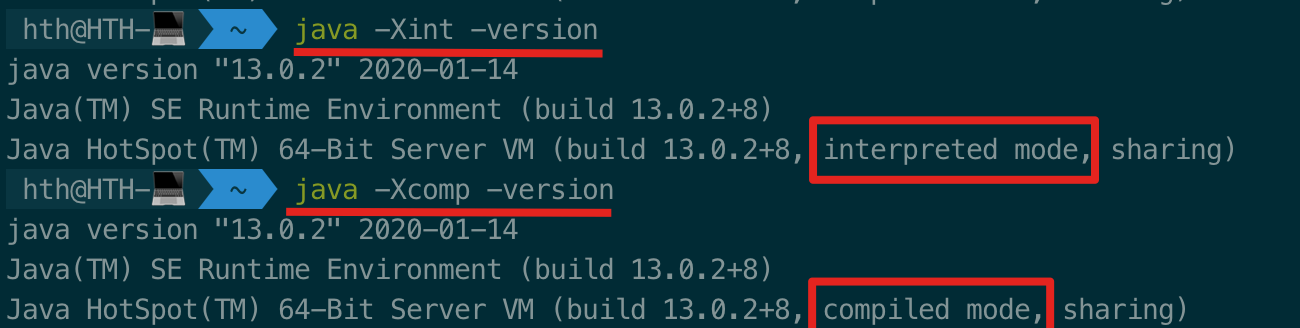 hth@HTH-💻 ~ java -Xint -version
java version "13.0.2" 2020-01-14
Java(TM) SE Runtime Environment (build 13.0.2+8)
Java HotSpot(TM) 64-Bit Server VM (build 13.0.2+8, interpreted mode, sharing)
hth@HTH-💻 ~ java -Xcomp -version
java version "13.0.2" 2020-01-14
Java(TM) SE Runtime Environment (build 13.0.2+8)
Java HotSpot(TM) 64-Bit Server VM (build 13.0.2+8, compiled mode, sharing)